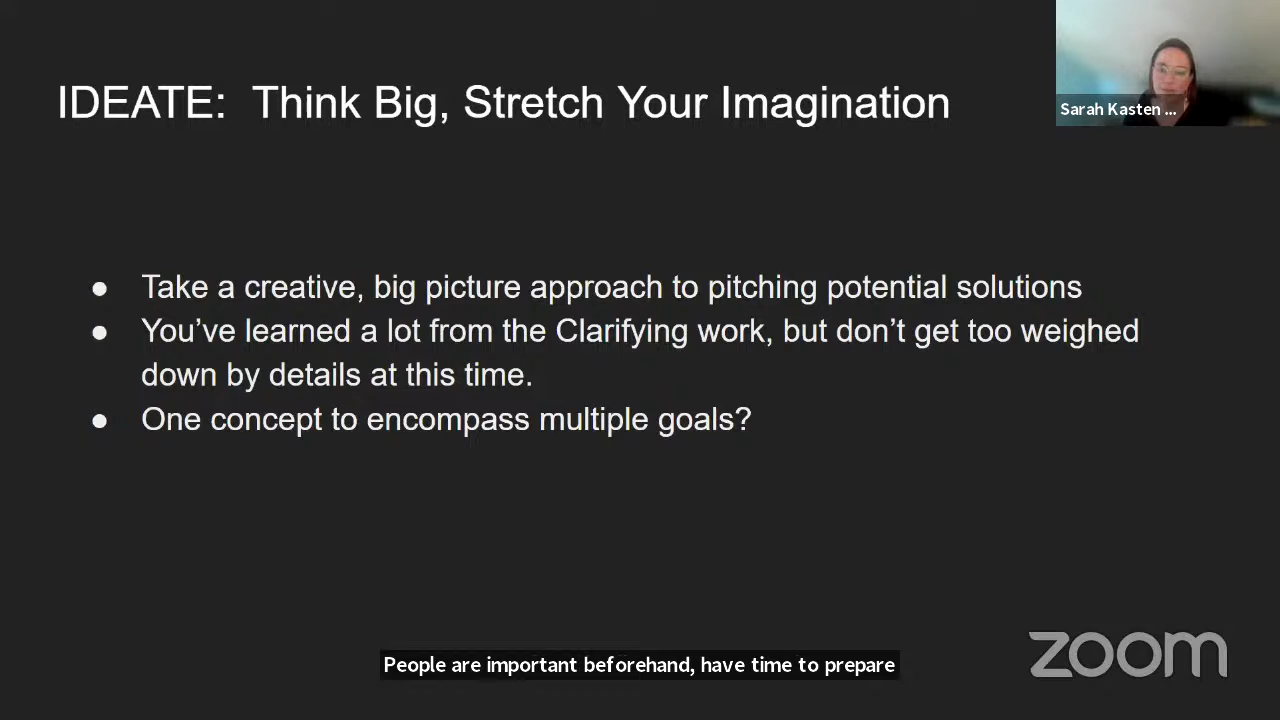 IDEATE: Think Big, Stretch Your Imagination
Sarah Kasten ...
● Take a creative, big picture approach to pitching potential solutions
● You’ve learned a lot from the Clarifying work, but don’t get too weighed
down by details at this time.
● One concept to encompass multiple goals?
People are important beforehand, have time to prepare
zoom